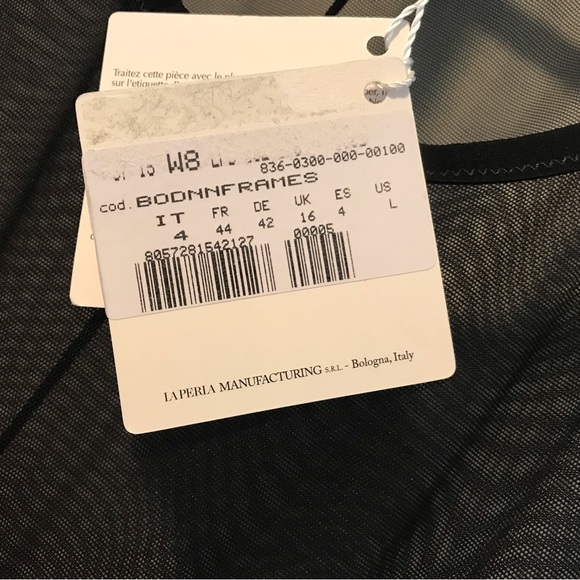 Traitez cette pièce avec le
sur l'etiquette
W8
836-0300-000-00100
cod. BODNNFRAMES
IT FR DE UK ES US
4 44 42 16 4 L
8057281542127 00005
LA PERLA MANUFACTURING S.R.L. - Bologna, Italy